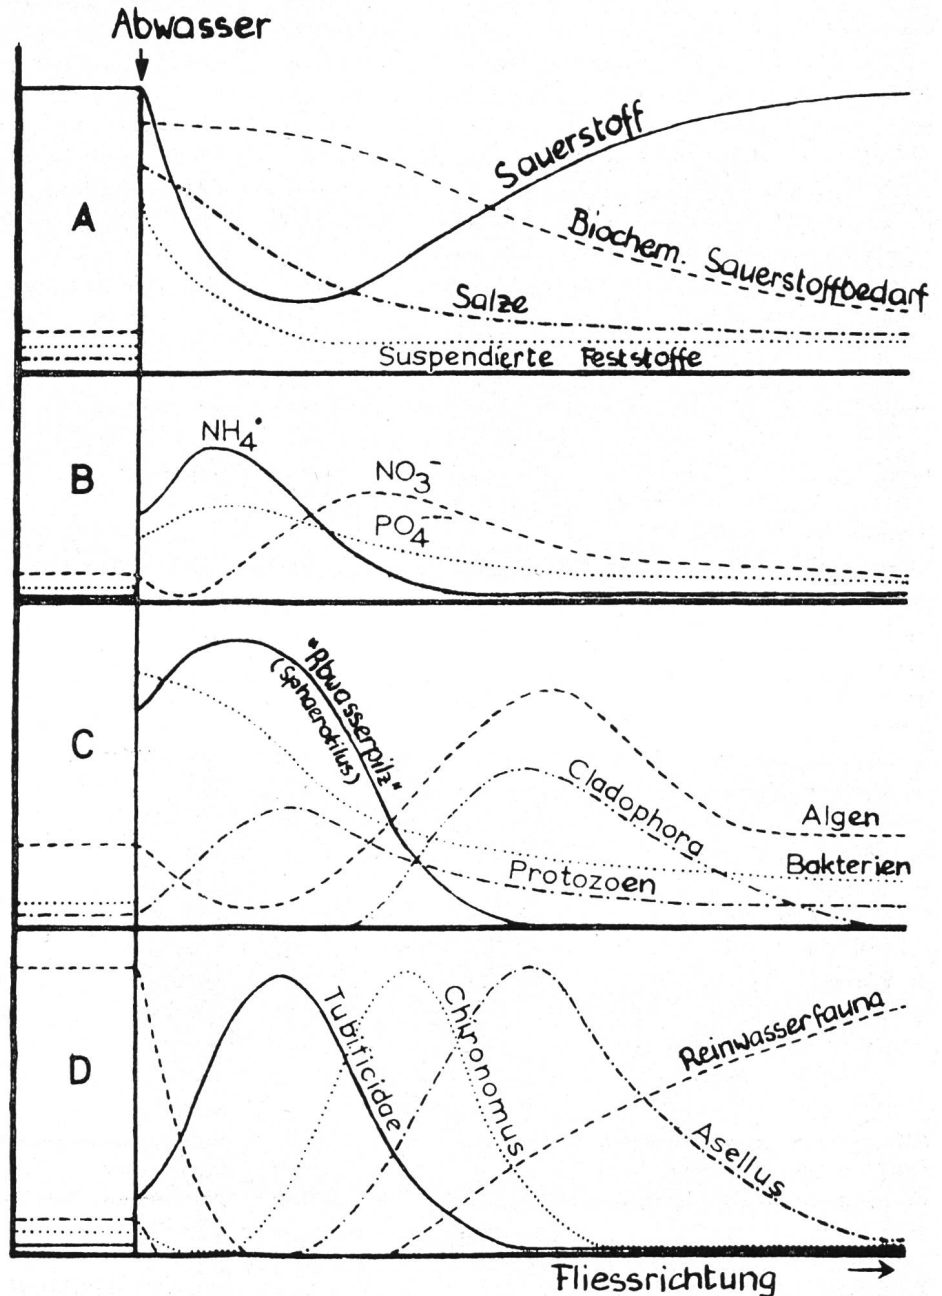 Abwasser
A
Sauerstoff
Biochem. Sauerstoffbedarf
Salze
Suspendierte Feststoffe
B
NH₄⁺
NO₃⁻
PO₄⁻⁻⁻
C
"Abwasserpilz"
(Sphaerotilus)
Cladophora
Algen
Bakterien
Protozoen
D
Tubificidae
Chironomus
Reinwasserfauna
Asellus
Fliessrichtung →